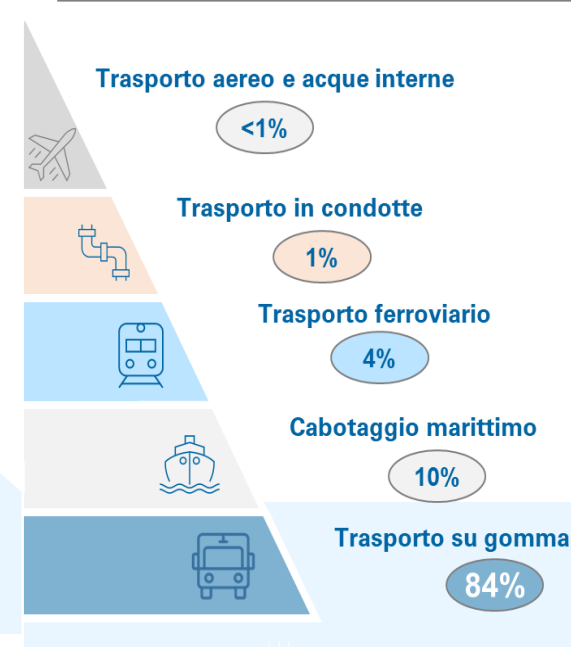 Trasporto aereo e acque interne
<1%
Trasporto in condotte
1%
Trasporto ferroviario
4%
Cabotaggio marittimo
10%
Trasporto su gomma
84%